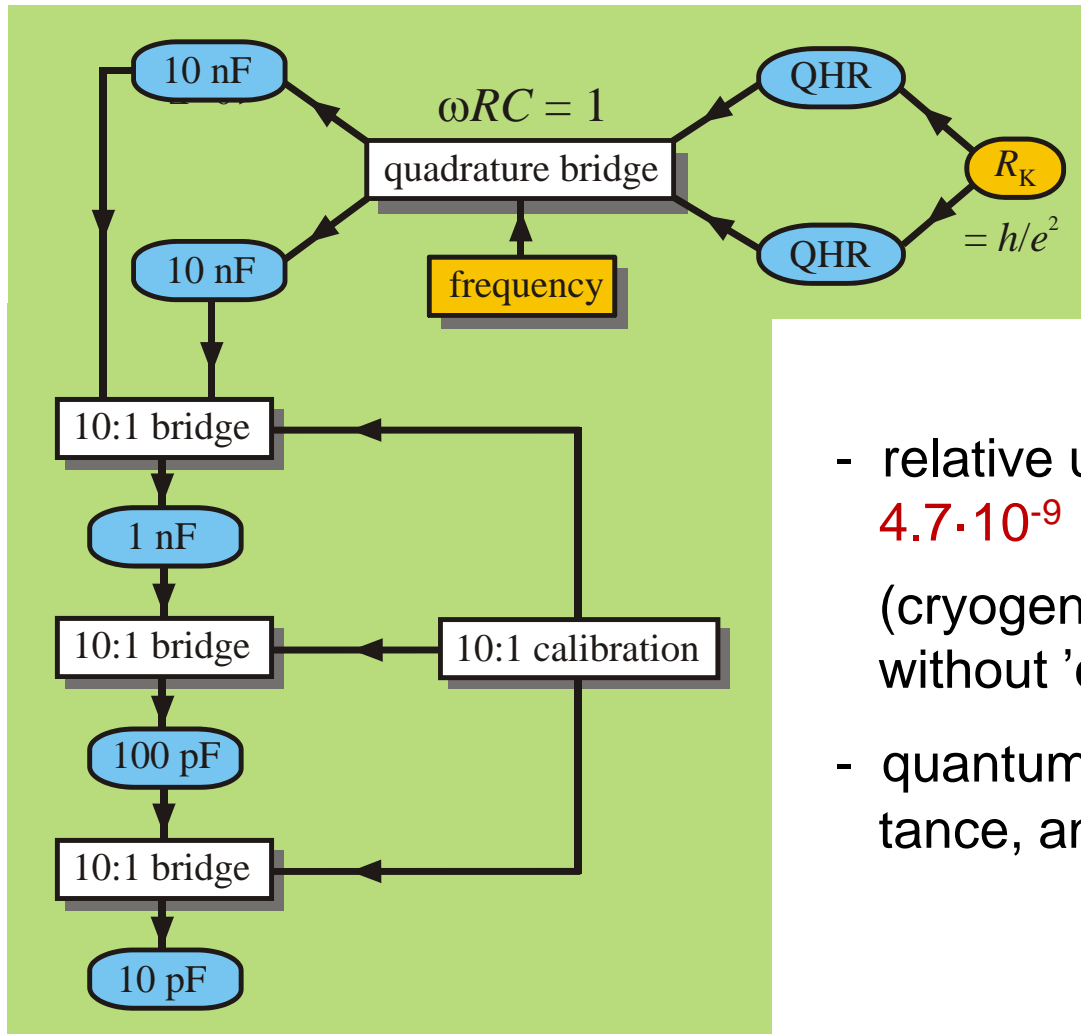 10 nF
ωRC = 1
QHR
quadrature bridge
R_K
= h/e²
10 nF
frequency
QHR
10:1 bridge
1 nF
10:1 bridge
10:1 calibration
100 pF
10:1 bridge
10 pF
- relative
4.7·10⁻⁹
(cryogen
without ’
- quantum
tance, a